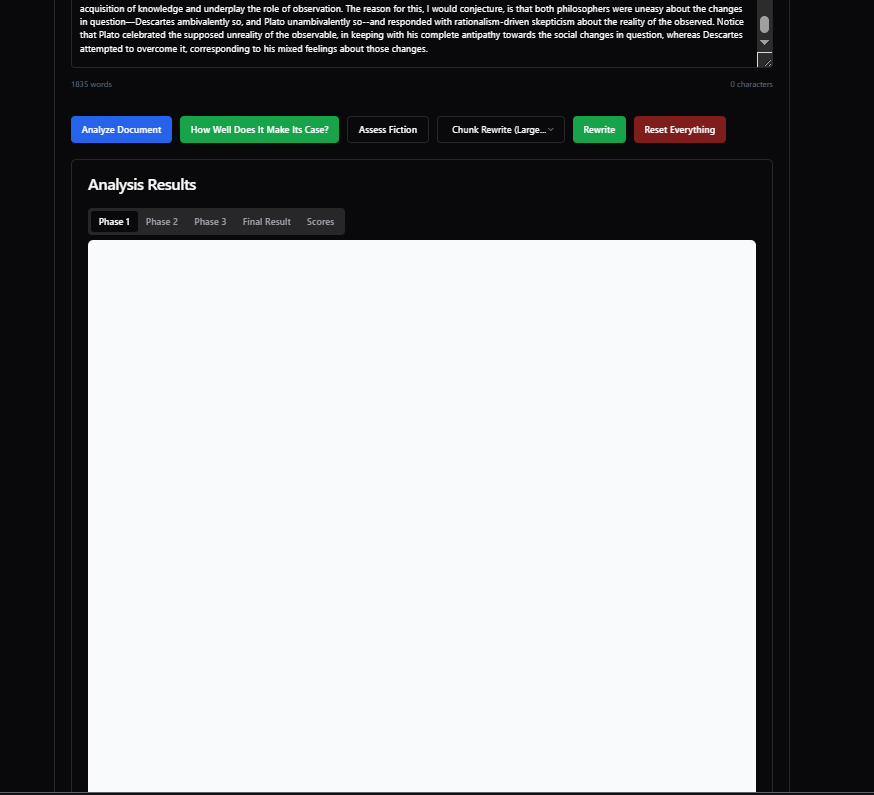 acquisition of knowledge and underplay the role of observation. The reason for this, I would conjecture, is that both philosophers were uneasy about the changes
in question—Descartes ambivalently so, and Plato unambivalently so--and responded with rationalism-driven skepticism about the reality of the observed. Notice
that Plato celebrated the supposed unreality of the observable, in keeping with his complete antipathy towards the social changes in question, whereas Descartes
attempted to overcome it, corresponding to his mixed feelings about those changes.
1835 words 0 characters
Analyze Document How Well Does It Make Its Case? Assess Fiction Chunk Rewrite (Large... Rewrite Reset Everything
Analysis Results
Phase 1 Phase 2 Phase 3 Final Result Scores